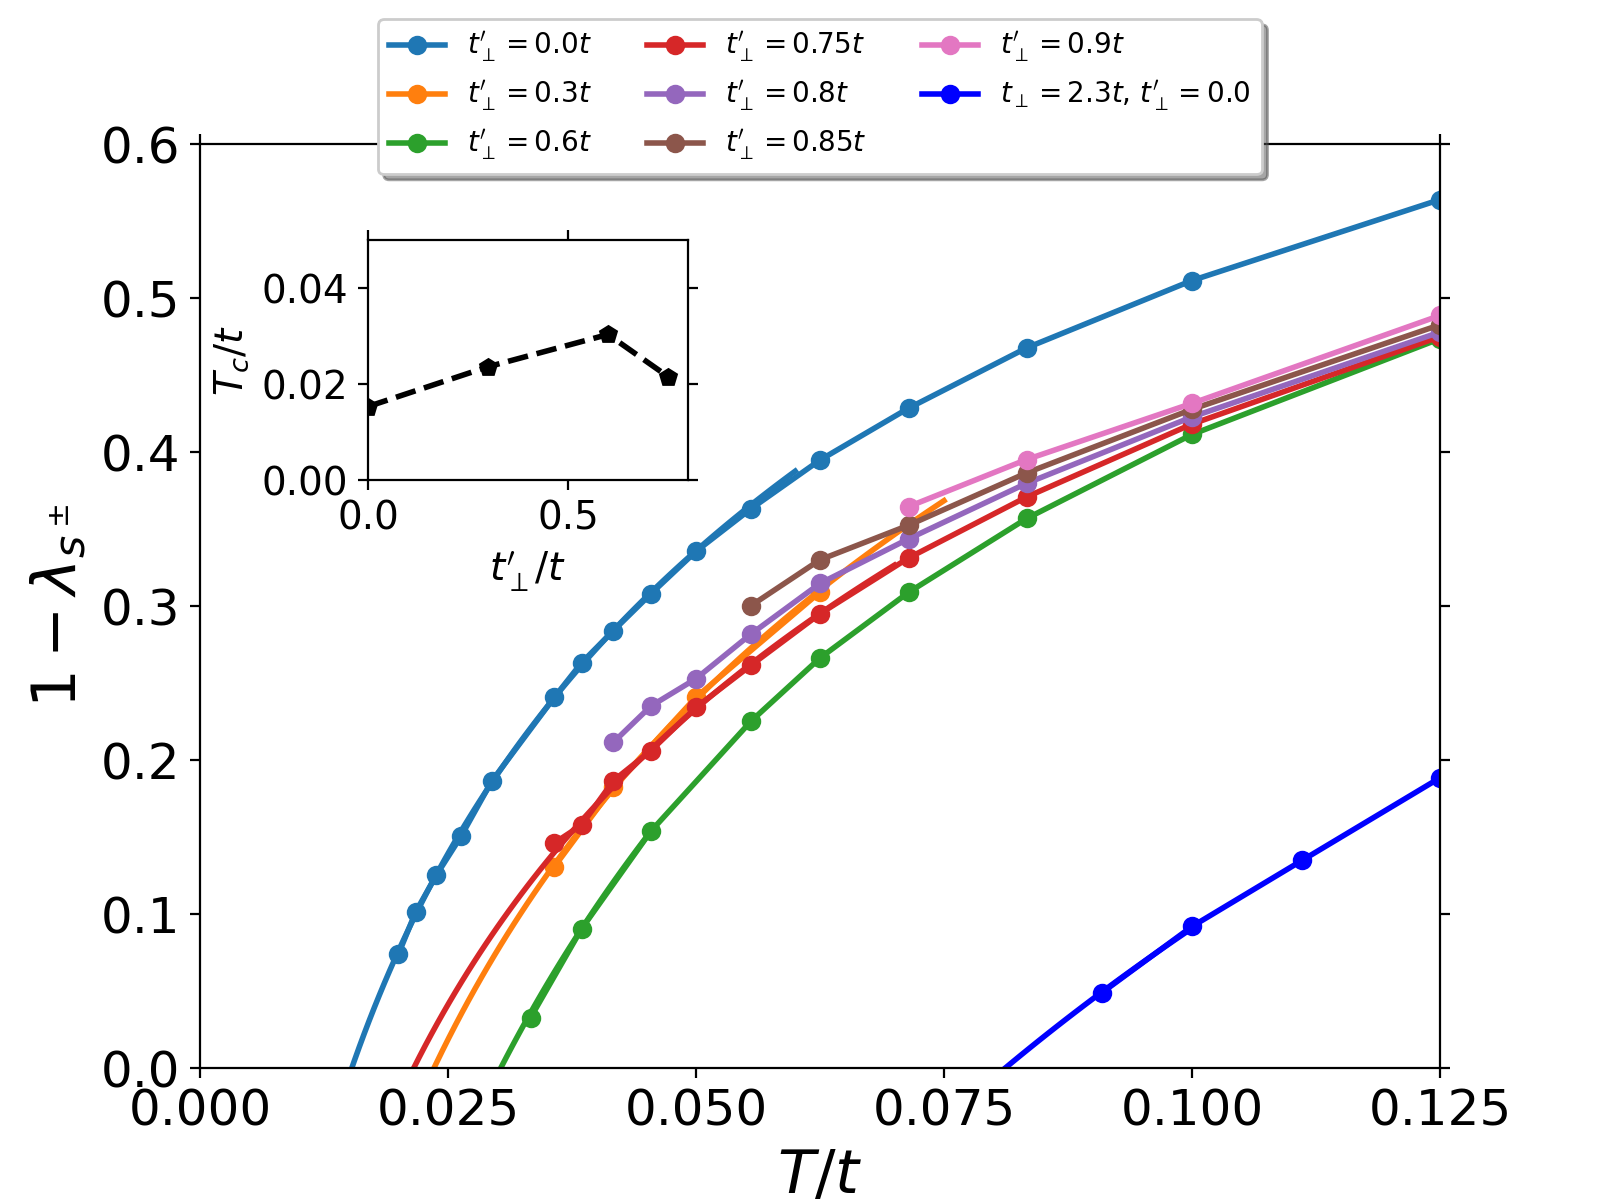 t′⊥ = 0.0t
t′⊥ = 0.3t
t′⊥ = 0.6t
t′⊥ = 0.75t
t′⊥ = 0.8t
t′⊥ = 0.85t
t′⊥ = 0.9t
t⊥ = 2.3t, t′⊥ = 0.0
0.6
0.5
0.4
0.3
0.2
0.1
0.0
1 − λ_{s^±}
0.04
0.02
0.00
T_c/t
0.0 0.5
t′⊥/t
0.000 0.025 0.050 0.075 0.100 0.125
T/t